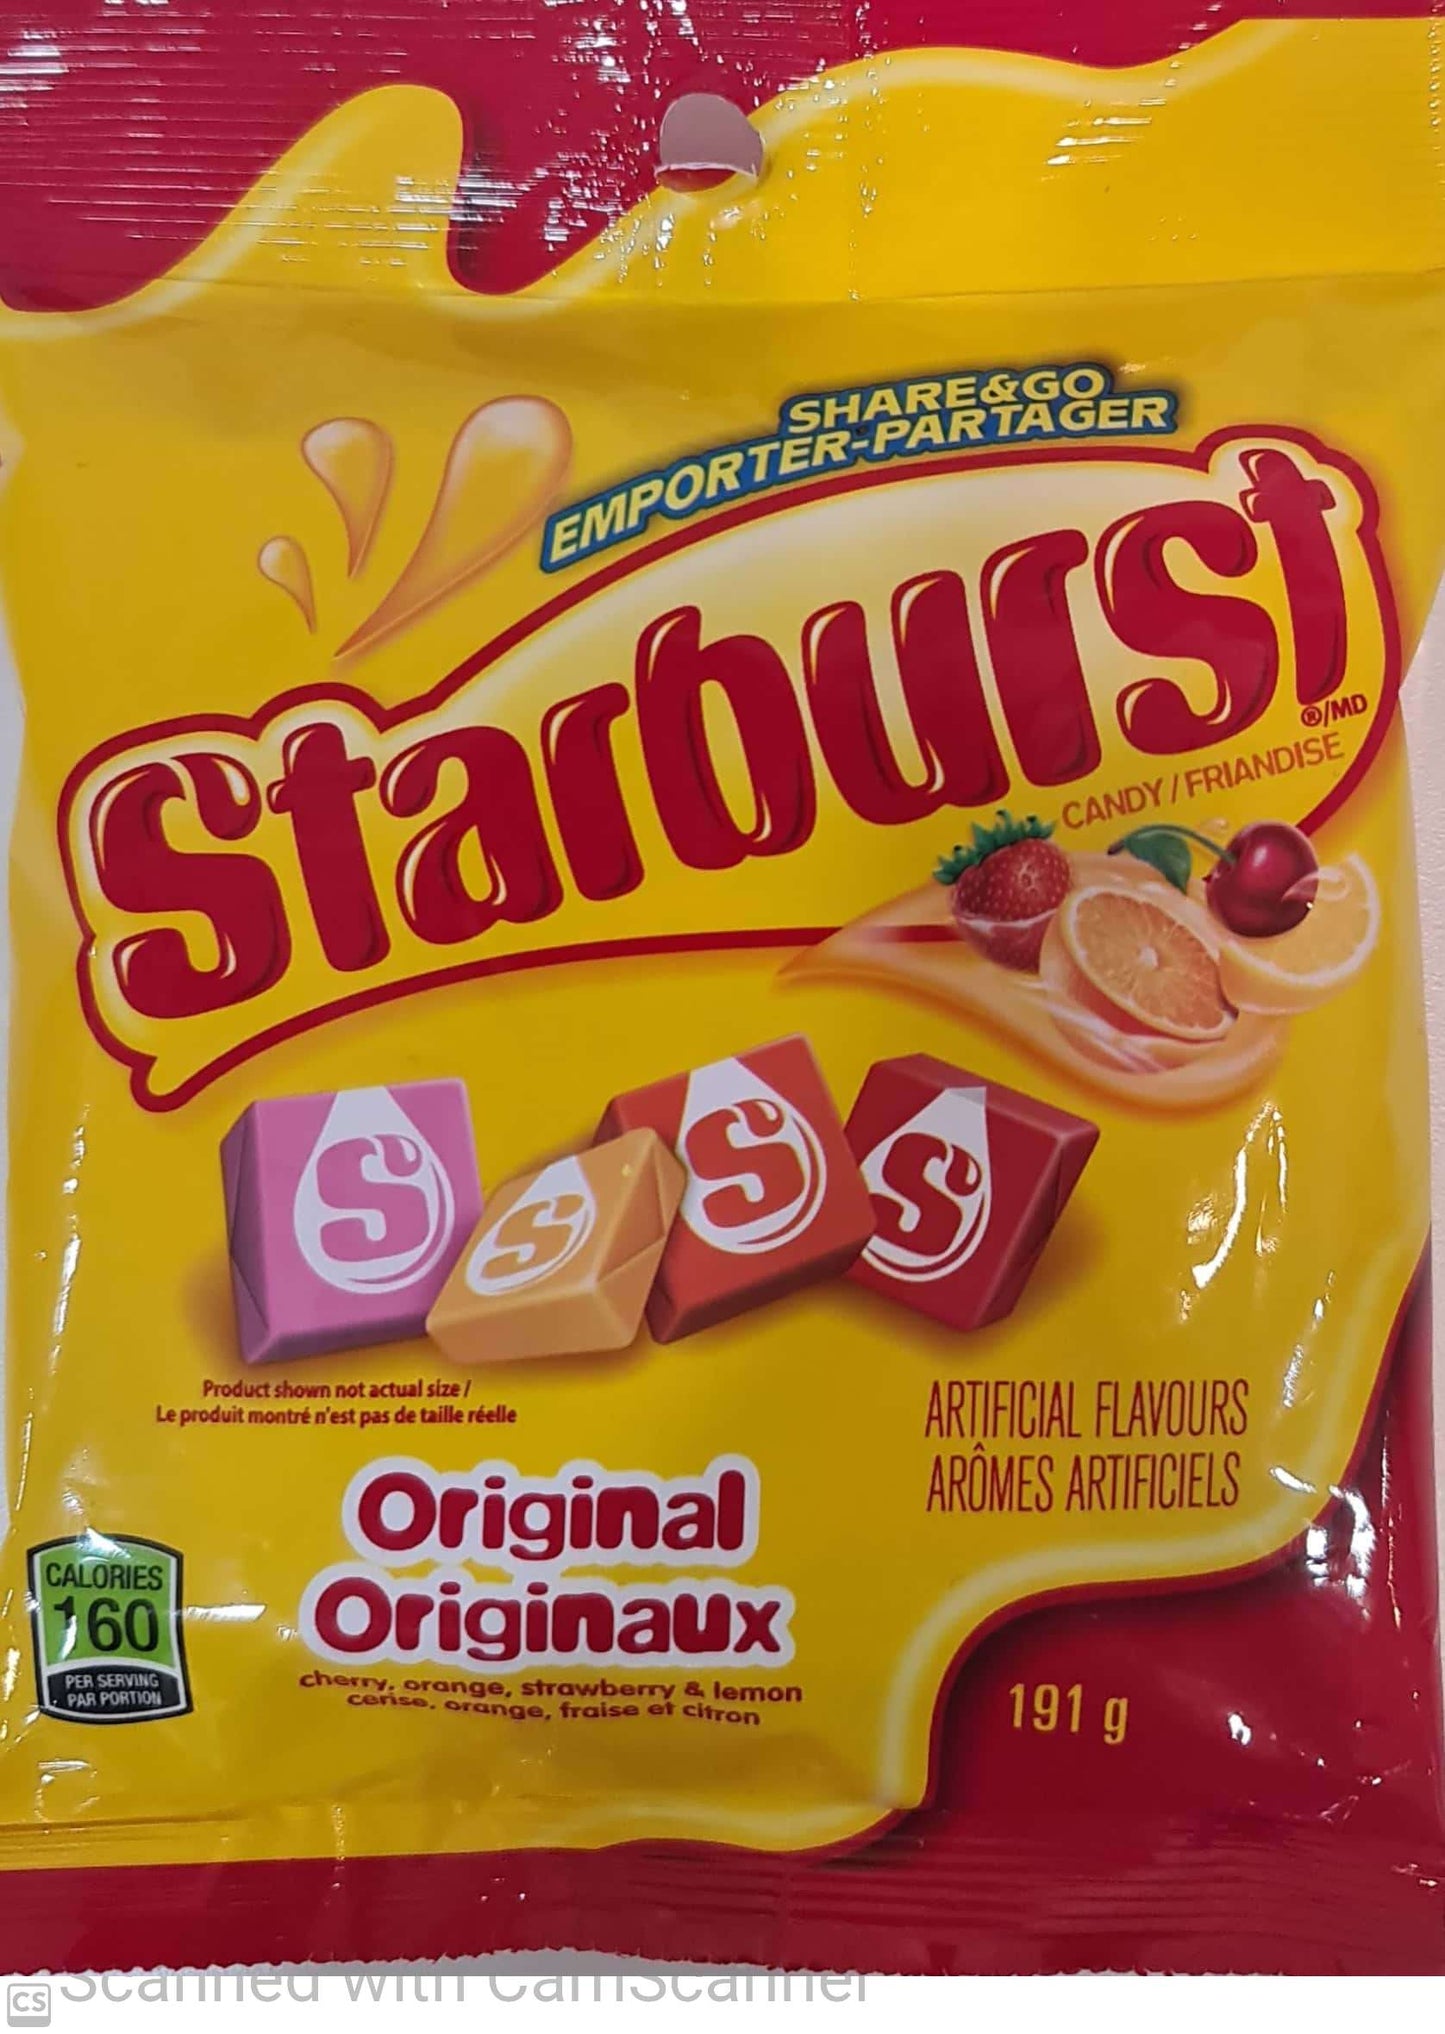 SHARE&GO
EMPORTER-PARTAGER
Starburst
®/MD
CANDY / FRIANDISE
S S S S
Product shown not actual size /
Le produit montré n'est pas de taille réelle
ARTIFICIAL FLAVOURS
ARÔMES ARTIFICIELS
Original
Originaux
cherry, orange, strawberry & lemon
cerise, orange, fraise et citron
CALORIES
160
PER SERVING
PAR PORTION
191 g
CS Scanned with CamScanner